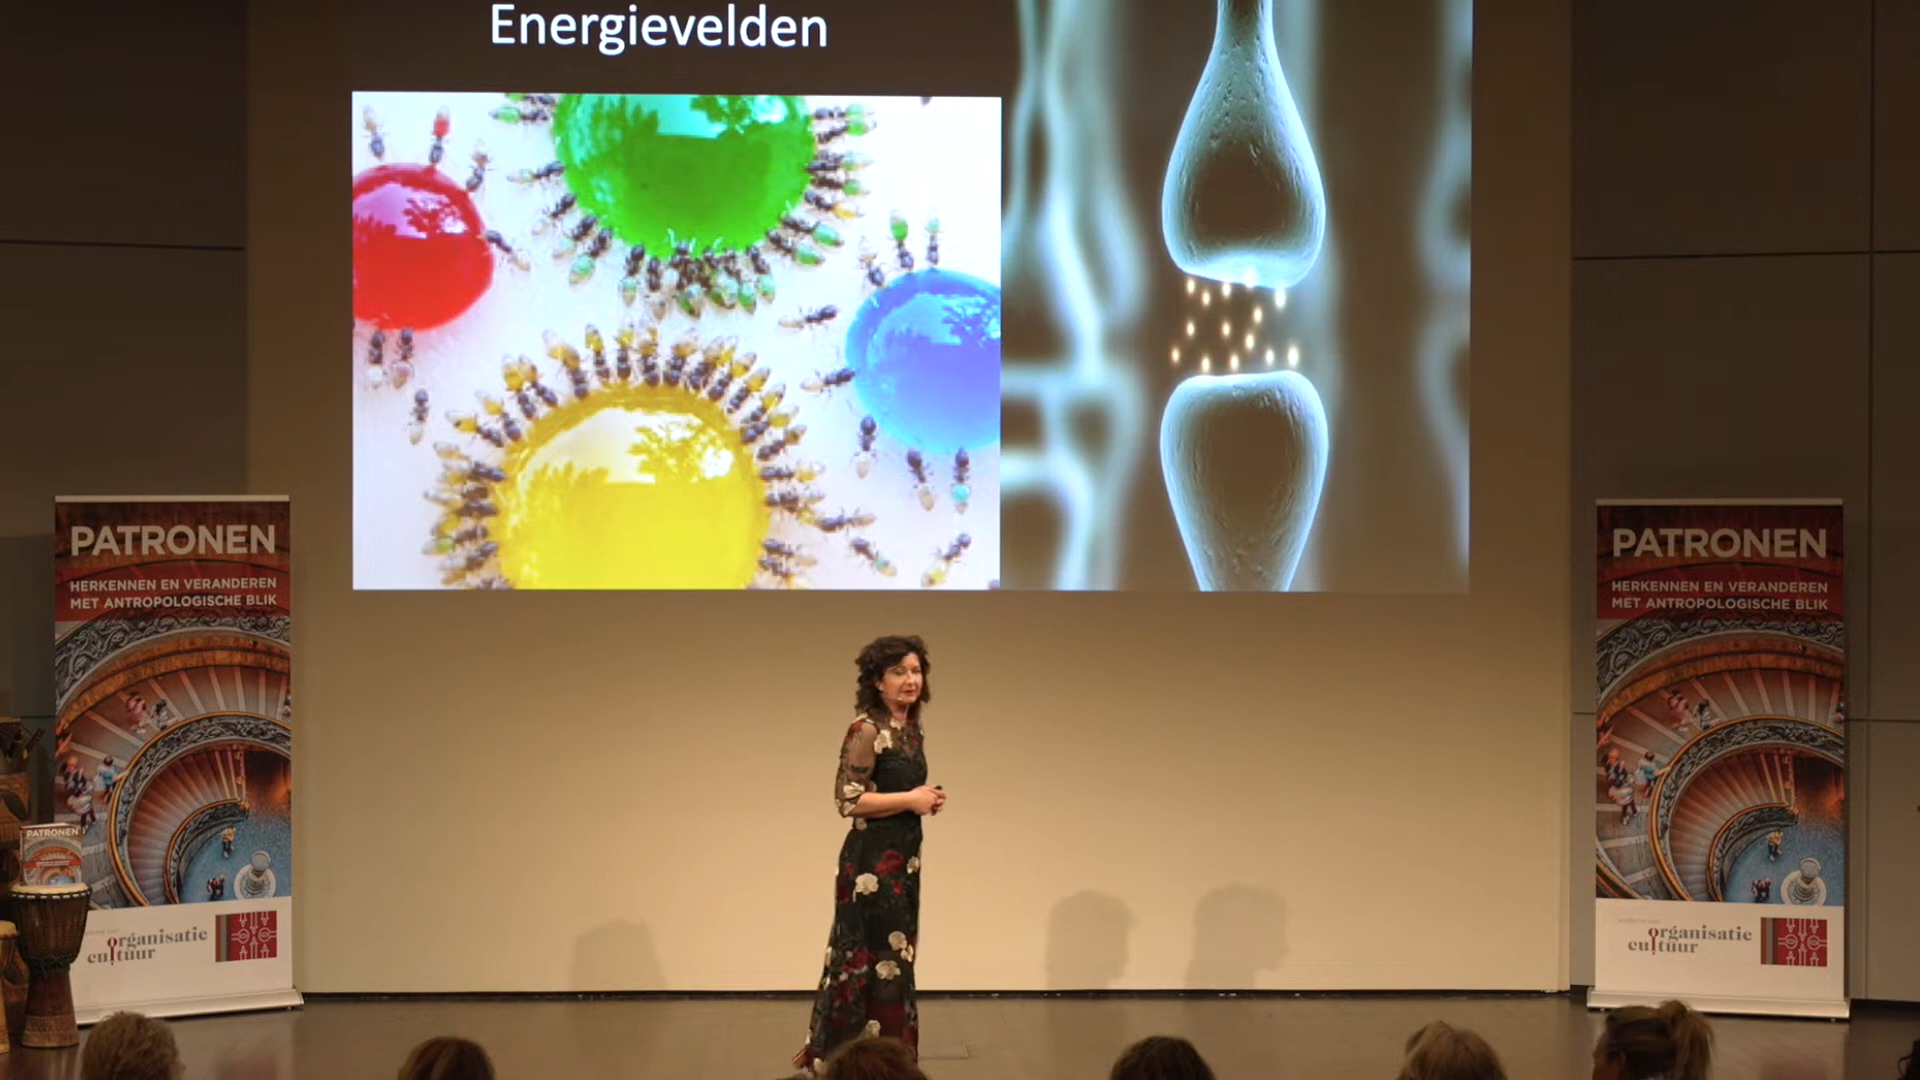 Energievelden
PATRONEN
HERKENNEN EN VERANDEREN
MET ANTROPOLOGISCHE BLIK
PATRONEN
organisatie
cultuur
PATRONEN
HERKENNEN EN VERANDEREN
MET ANTROPOLOGISCHE BLIK
organisatie
cultuur